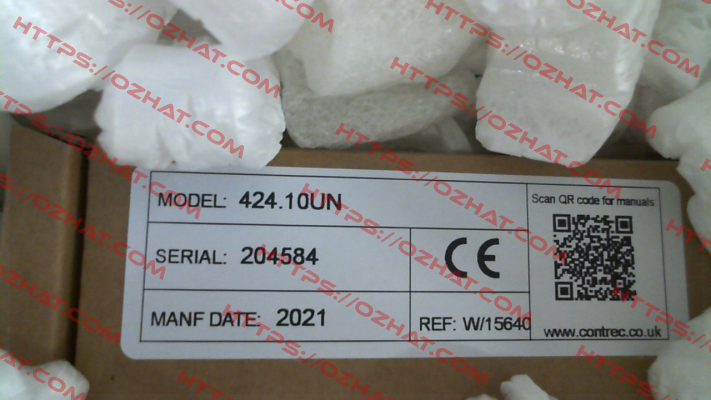 MODEL: 424.10UN
Scan QR code for manuals:
SERIAL: 204584
CE
MANF DATE: 2021
REF: W/15640
www.contrec.co.uk
HTTPS://OZHAT.COM